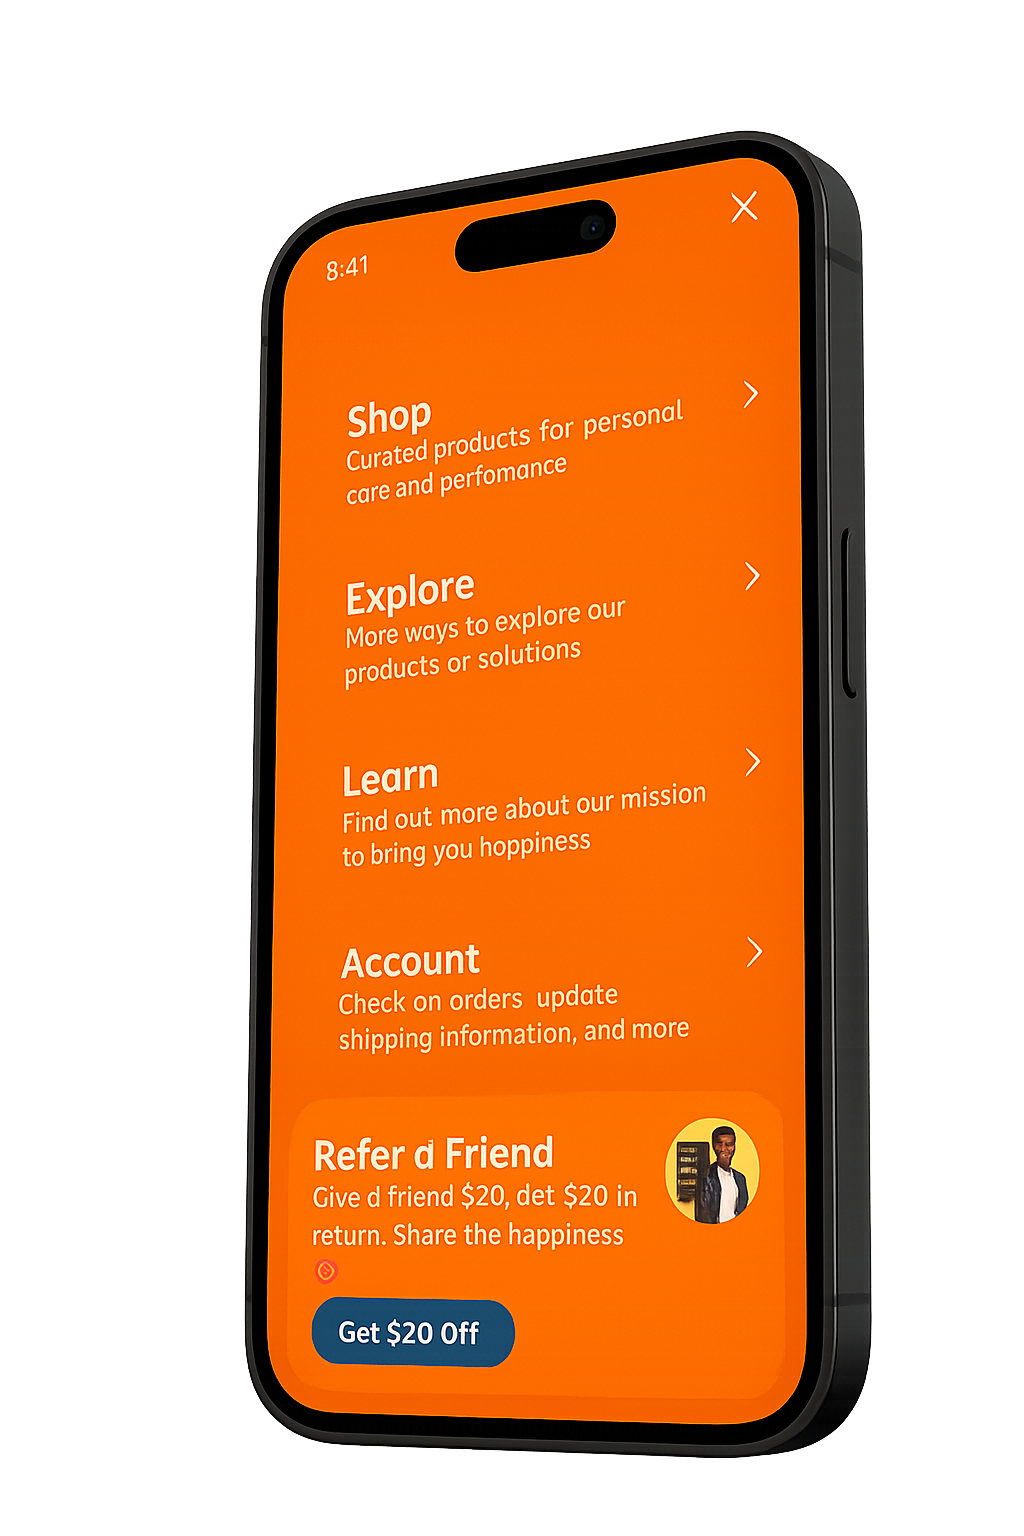 8:41
Shop
Curated products for personal
care and perfomance
Explore
More ways to explore our
products or solutions
Learn
Find out more about our mission
to bring you hoppiness
Account
Check on orders update
shipping information, and more
Refer d Friend
Give d friend $20, det $20 in
return. Share the happiness
Get $20 Off